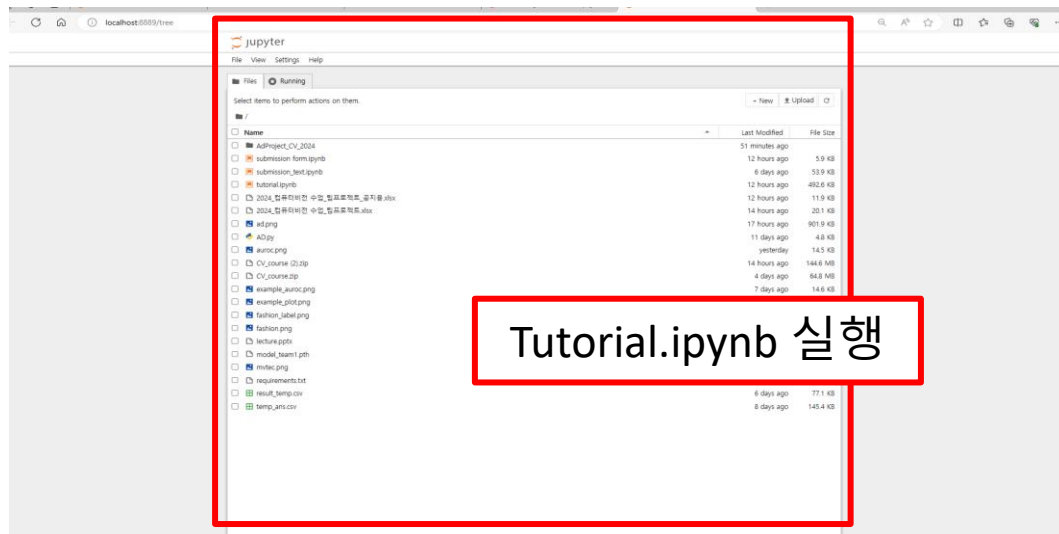 localhost:8889/tree
jupyter
File View Settings Help
Files Running
Select items to perform actions on them.
New Upload
/
Name Last Modified File Size
AdProject_CV_2024 51 minutes ago
submission form.ipynb 12 hours ago 5.9 KB
submission_text.ipynb 6 days ago 53.9 KB
tutorial.ipynb 12 hours ago 492.6 KB
2024_컴퓨터비전 수업_팀프로젝트_공지용.xlsx 12 hours ago 11.9 KB
2024_컴퓨터비전 수업_팀프로젝트.xlsx 14 hours ago 20.1 KB
ad.png 17 hours ago 901.9 KB
AD.py 11 days ago 4.8 KB
auroc.png yesterday 14.5 KB
CV_course (2).zip 14 hours ago 144.6 MB
CV_course.zip 4 days ago 64.8 MB
example_auroc.png 7 days ago 14.6 KB
example_plot.png
fashion_label.png
fashion.png
lecture.pptx
model_team1.pth
mvtec.png
requirements.txt
result_temp.csv 6 days ago 77.1 KB
temp_ans.csv 8 days ago 145.4 KB
Tutorial.ipynb 실행